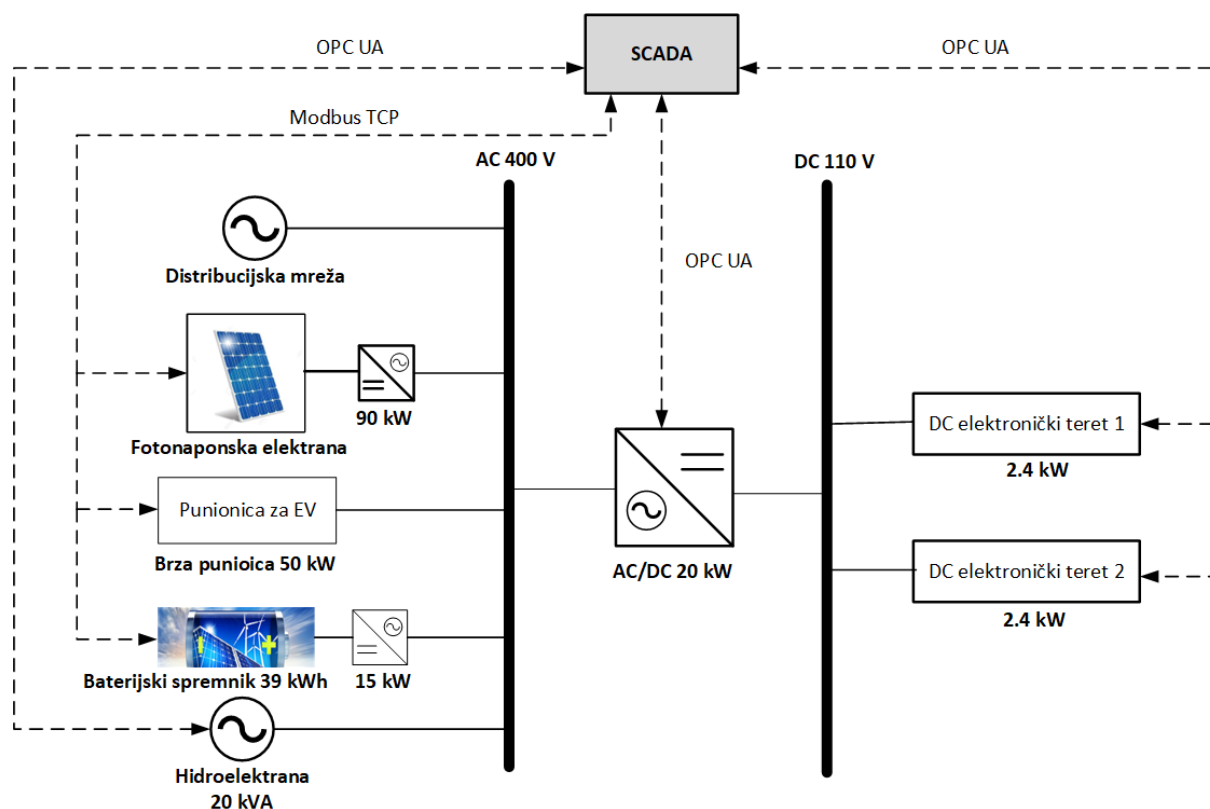 OPC UA
SCADA
OPC UA
Modbus TCP
AC 400 V
DC 110 V
OPC UA
Distribucijska mreža
90 kW
Fotonaponska elektrana
DC elektronički teret 1
2.4 kW
Punionica za EV
Brza punioica 50 kW
AC/DC 20 kW
DC elektronički teret 2
2.4 kW
Baterijski spremnik 39 kWh
15 kW
Hidroelektrana
20 kVA